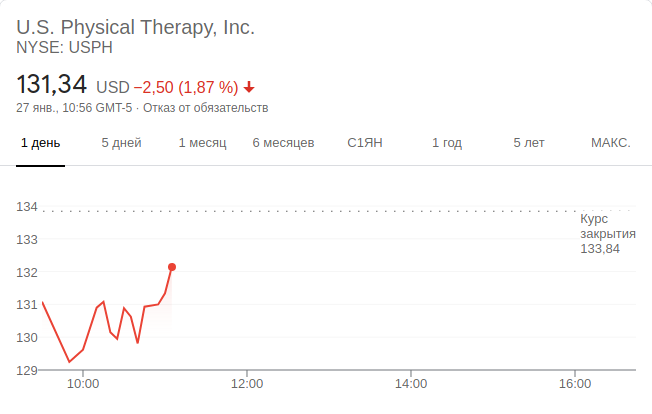 U.S. Physical Therapy, Inc.
NYSE: USPH
131,34 USD −2,50 (1,87 %)
27 янв., 10:56 GMT-5 · Отказ от обязательств
1 день 5 дней 1 месяц 6 месяцев С1ЯН 1 год 5 лет МАКС.
134
Курс
закрытия
133,84
133
132
131
130
129
10:00 12:00 14:00 16:00